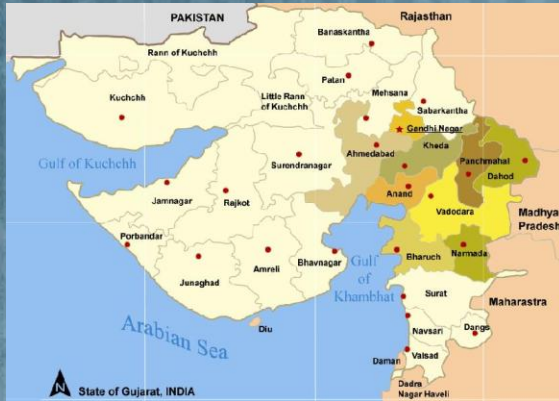 PAKISTAN
Rajasthan
Banaskantha
Rann of Kuchchh
Patan
Mehsana
Kuchchh
Little Rann
of Kuchchh
Sabarkantha
Gandhi Nagar
Gulf of Kuchchh
Surendranagar
Ahmedabad
Kheda
Panchmahal
Dahod
Jamnagar
Rajkot
Anand
Vadodara
Madhya
Pradesh
Porbandar
Junaghad
Amreli
Bhavnagar
Gulf
of
Khambhat
Bharuch
Narmada
Surat
Maharastra
Arabian Sea
Diu
Navsari
Dangs
Daman
Valsad
Dadra
Nagar Haveli
N
State of Gujarat, INDIA